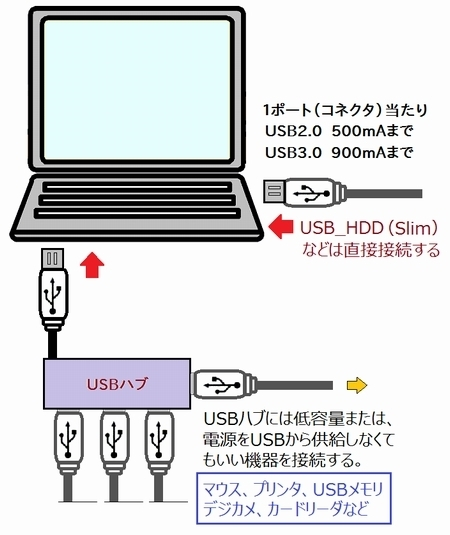 1ポート(コネクタ)当たり
USB2.0 500mAまで
USB3.0 900mAまで
USB_HDD(Slim)
などは直接接続する
USBハブ
USBハブには低容量または、
電源をUSBから供給しなくて
もいい機器を接続する。
マウス、プリンタ、USBメモリ
デジカメ、カードリーダなど